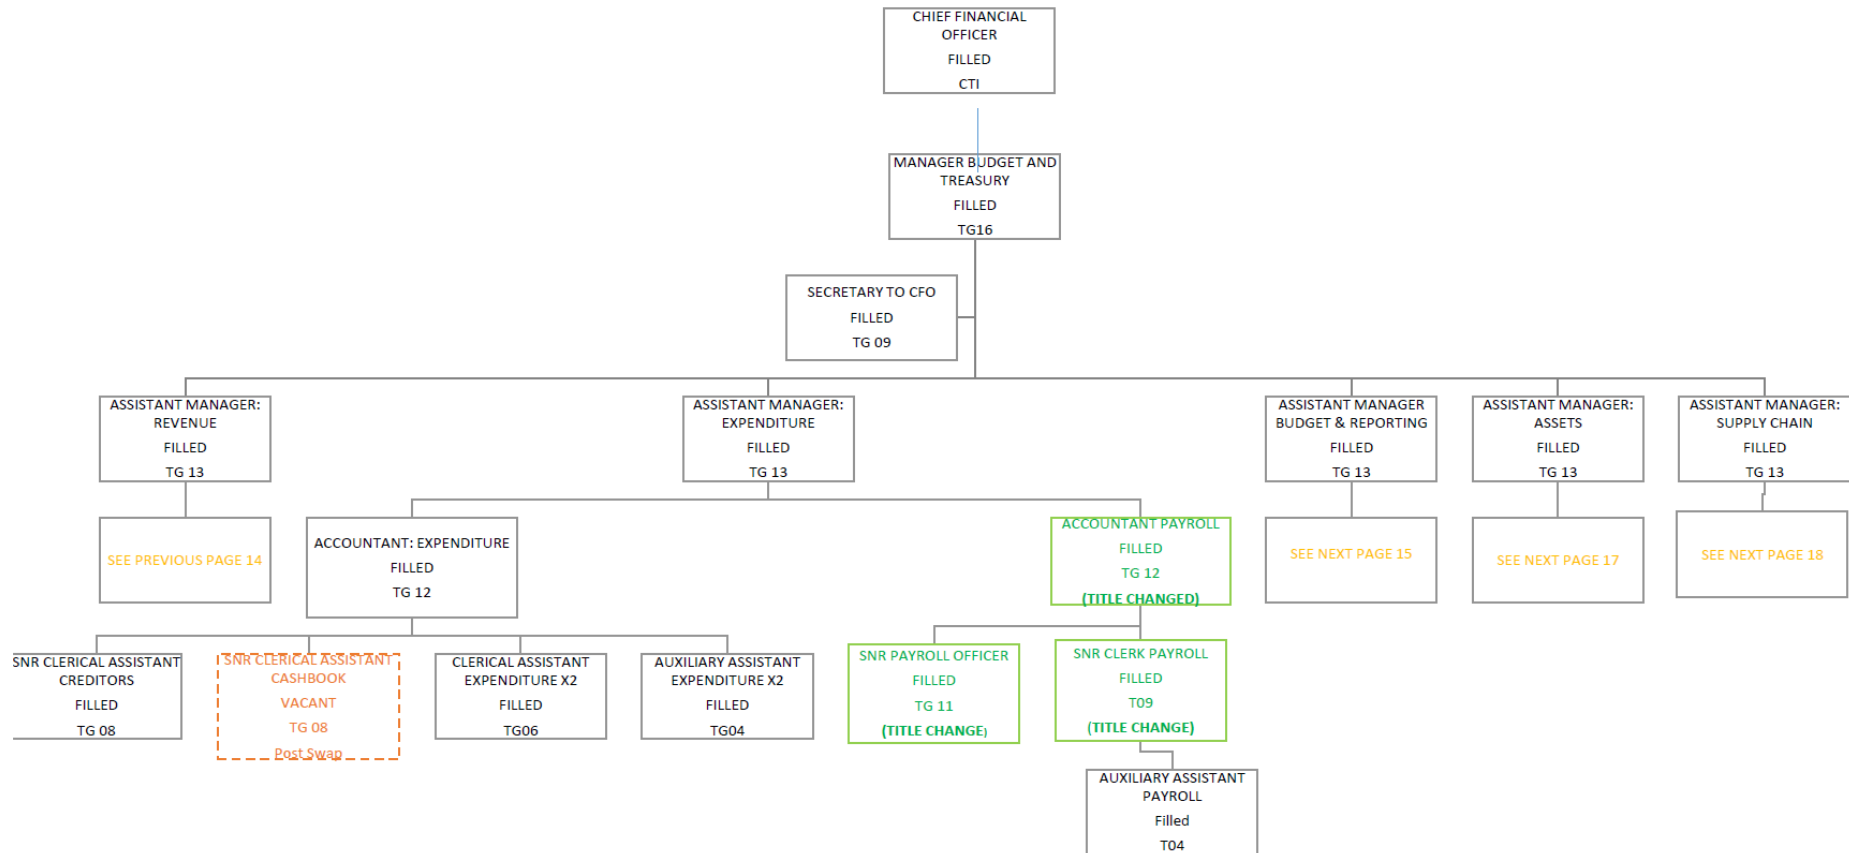 CHIEF FINANCIAL
OFFICER
FILLED
CTI
MANAGER BUDGET AND
TREASURY
FILLED
TG16
SECRETARY TO CFO
FILLED
TG 09
ASSISTANT MANAGER:
REVENUE
FILLED
TG 13
ASSISTANT MANAGER:
EXPENDITURE
FILLED
TG 13
ASSISTANT MANAGER
BUDGET & REPORTING
FILLED
TG 13
ASSISTANT MANAGER:
ASSETS
FILLED
TG 13
ASSISTANT MANAGER:
SUPPLY CHAIN
FILLED
TG 13
SEE PREVIOUS PAGE 14
ACCOUNTANT: EXPENDITURE
FILLED
TG 12
ACCOUNTANT PAYROLL
FILLED
TG 12
(TITLE CHANGED)
SEE NEXT PAGE 15
SEE NEXT PAGE 17
SEE NEXT PAGE 18
SNR CLERICAL ASSISTANT
CREDITORS
FILLED
TG 08
SNR CLERICAL ASSISTANT
CASHBOOK
VACANT
TG 08
Post Swap
CLERICAL ASSISTANT
EXPENDITURE X2
FILLED
TG06
AUXILIARY ASSISTANT
EXPENDITURE X2
FILLED
TG04
SNR PAYROLL OFFICER
FILLED
TG 11
(TITLE CHANGE)
SNR CLERK PAYROLL
FILLED
T09
(TITLE CHANGE)
AUXILIARY ASSISTANT
PAYROLL
Filled
T04